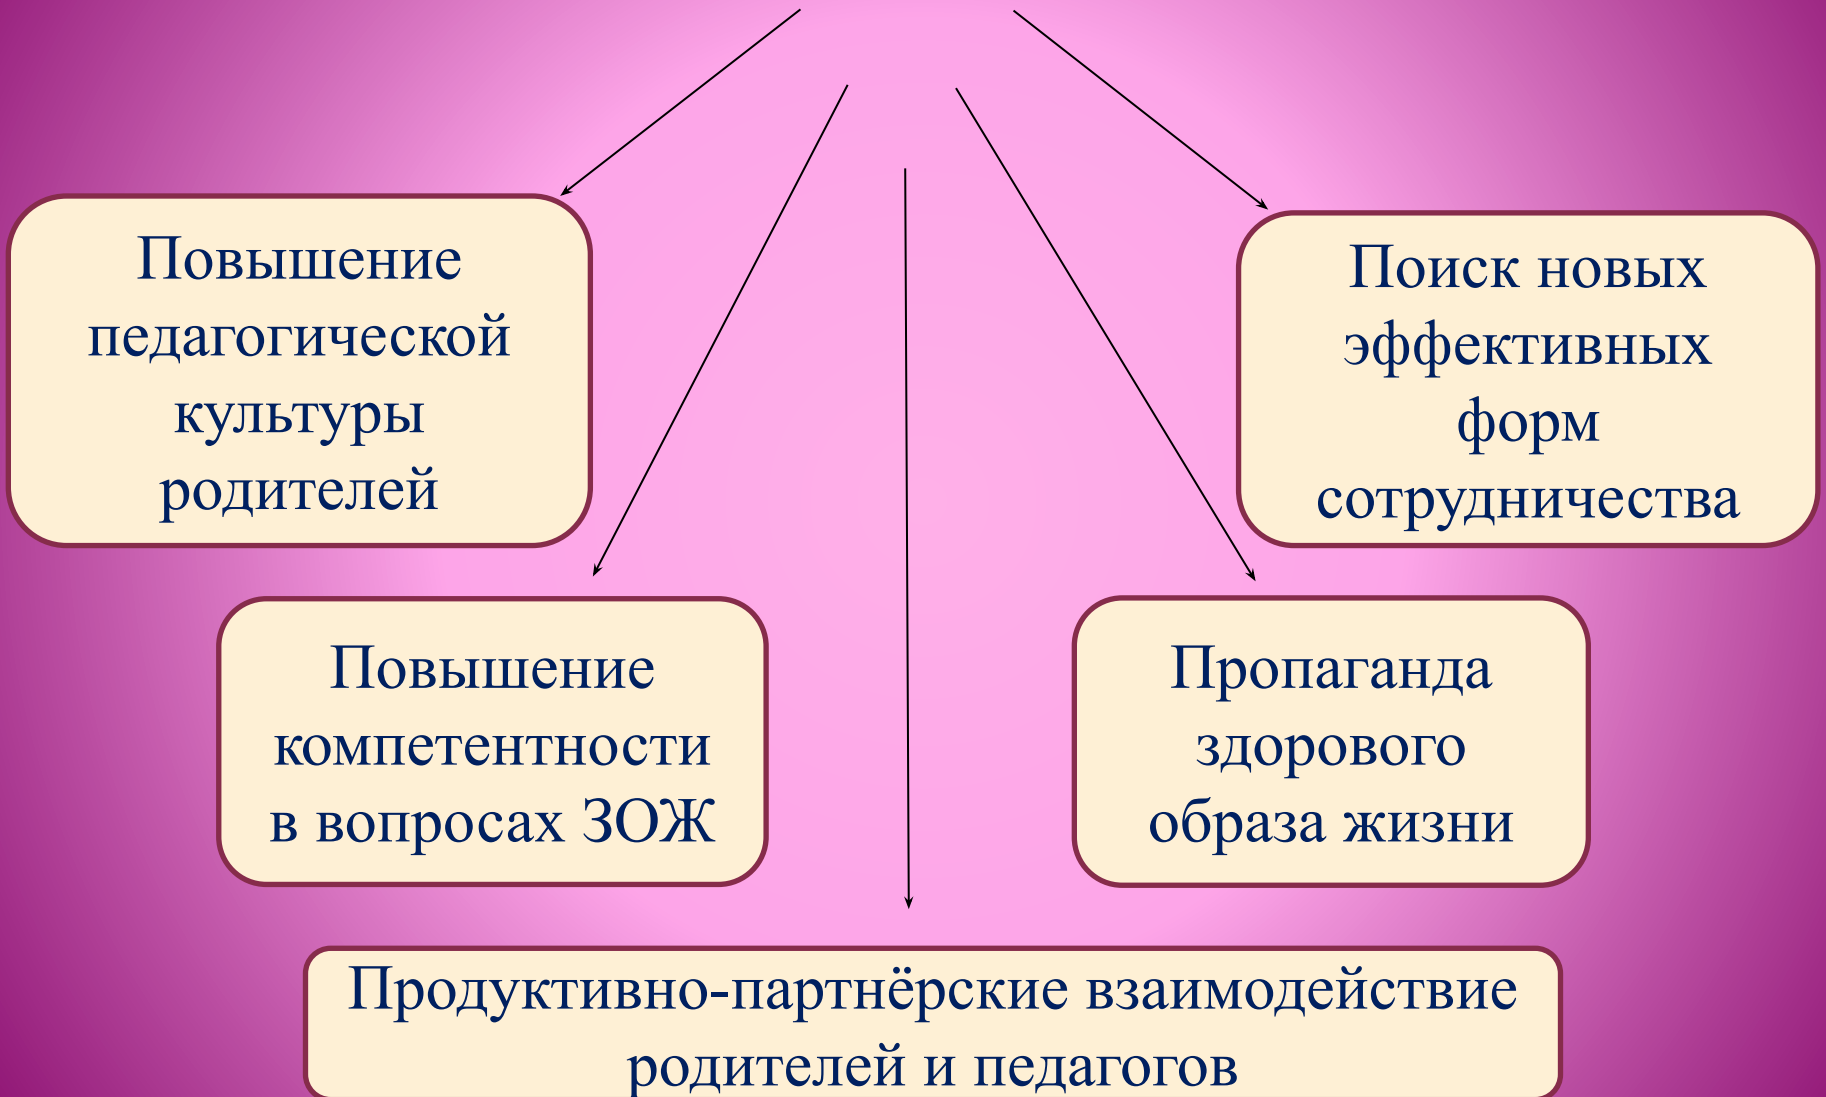 Повышение
педагогической
культуры
родителей
Поиск новых
эффективных
форм
сотрудничества
Повышение
компетентности
в вопросах ЗОЖ
Пропаганда
здорового
образа жизни
Продуктивно-партнёрские взаимодействие
родителей и педагогов